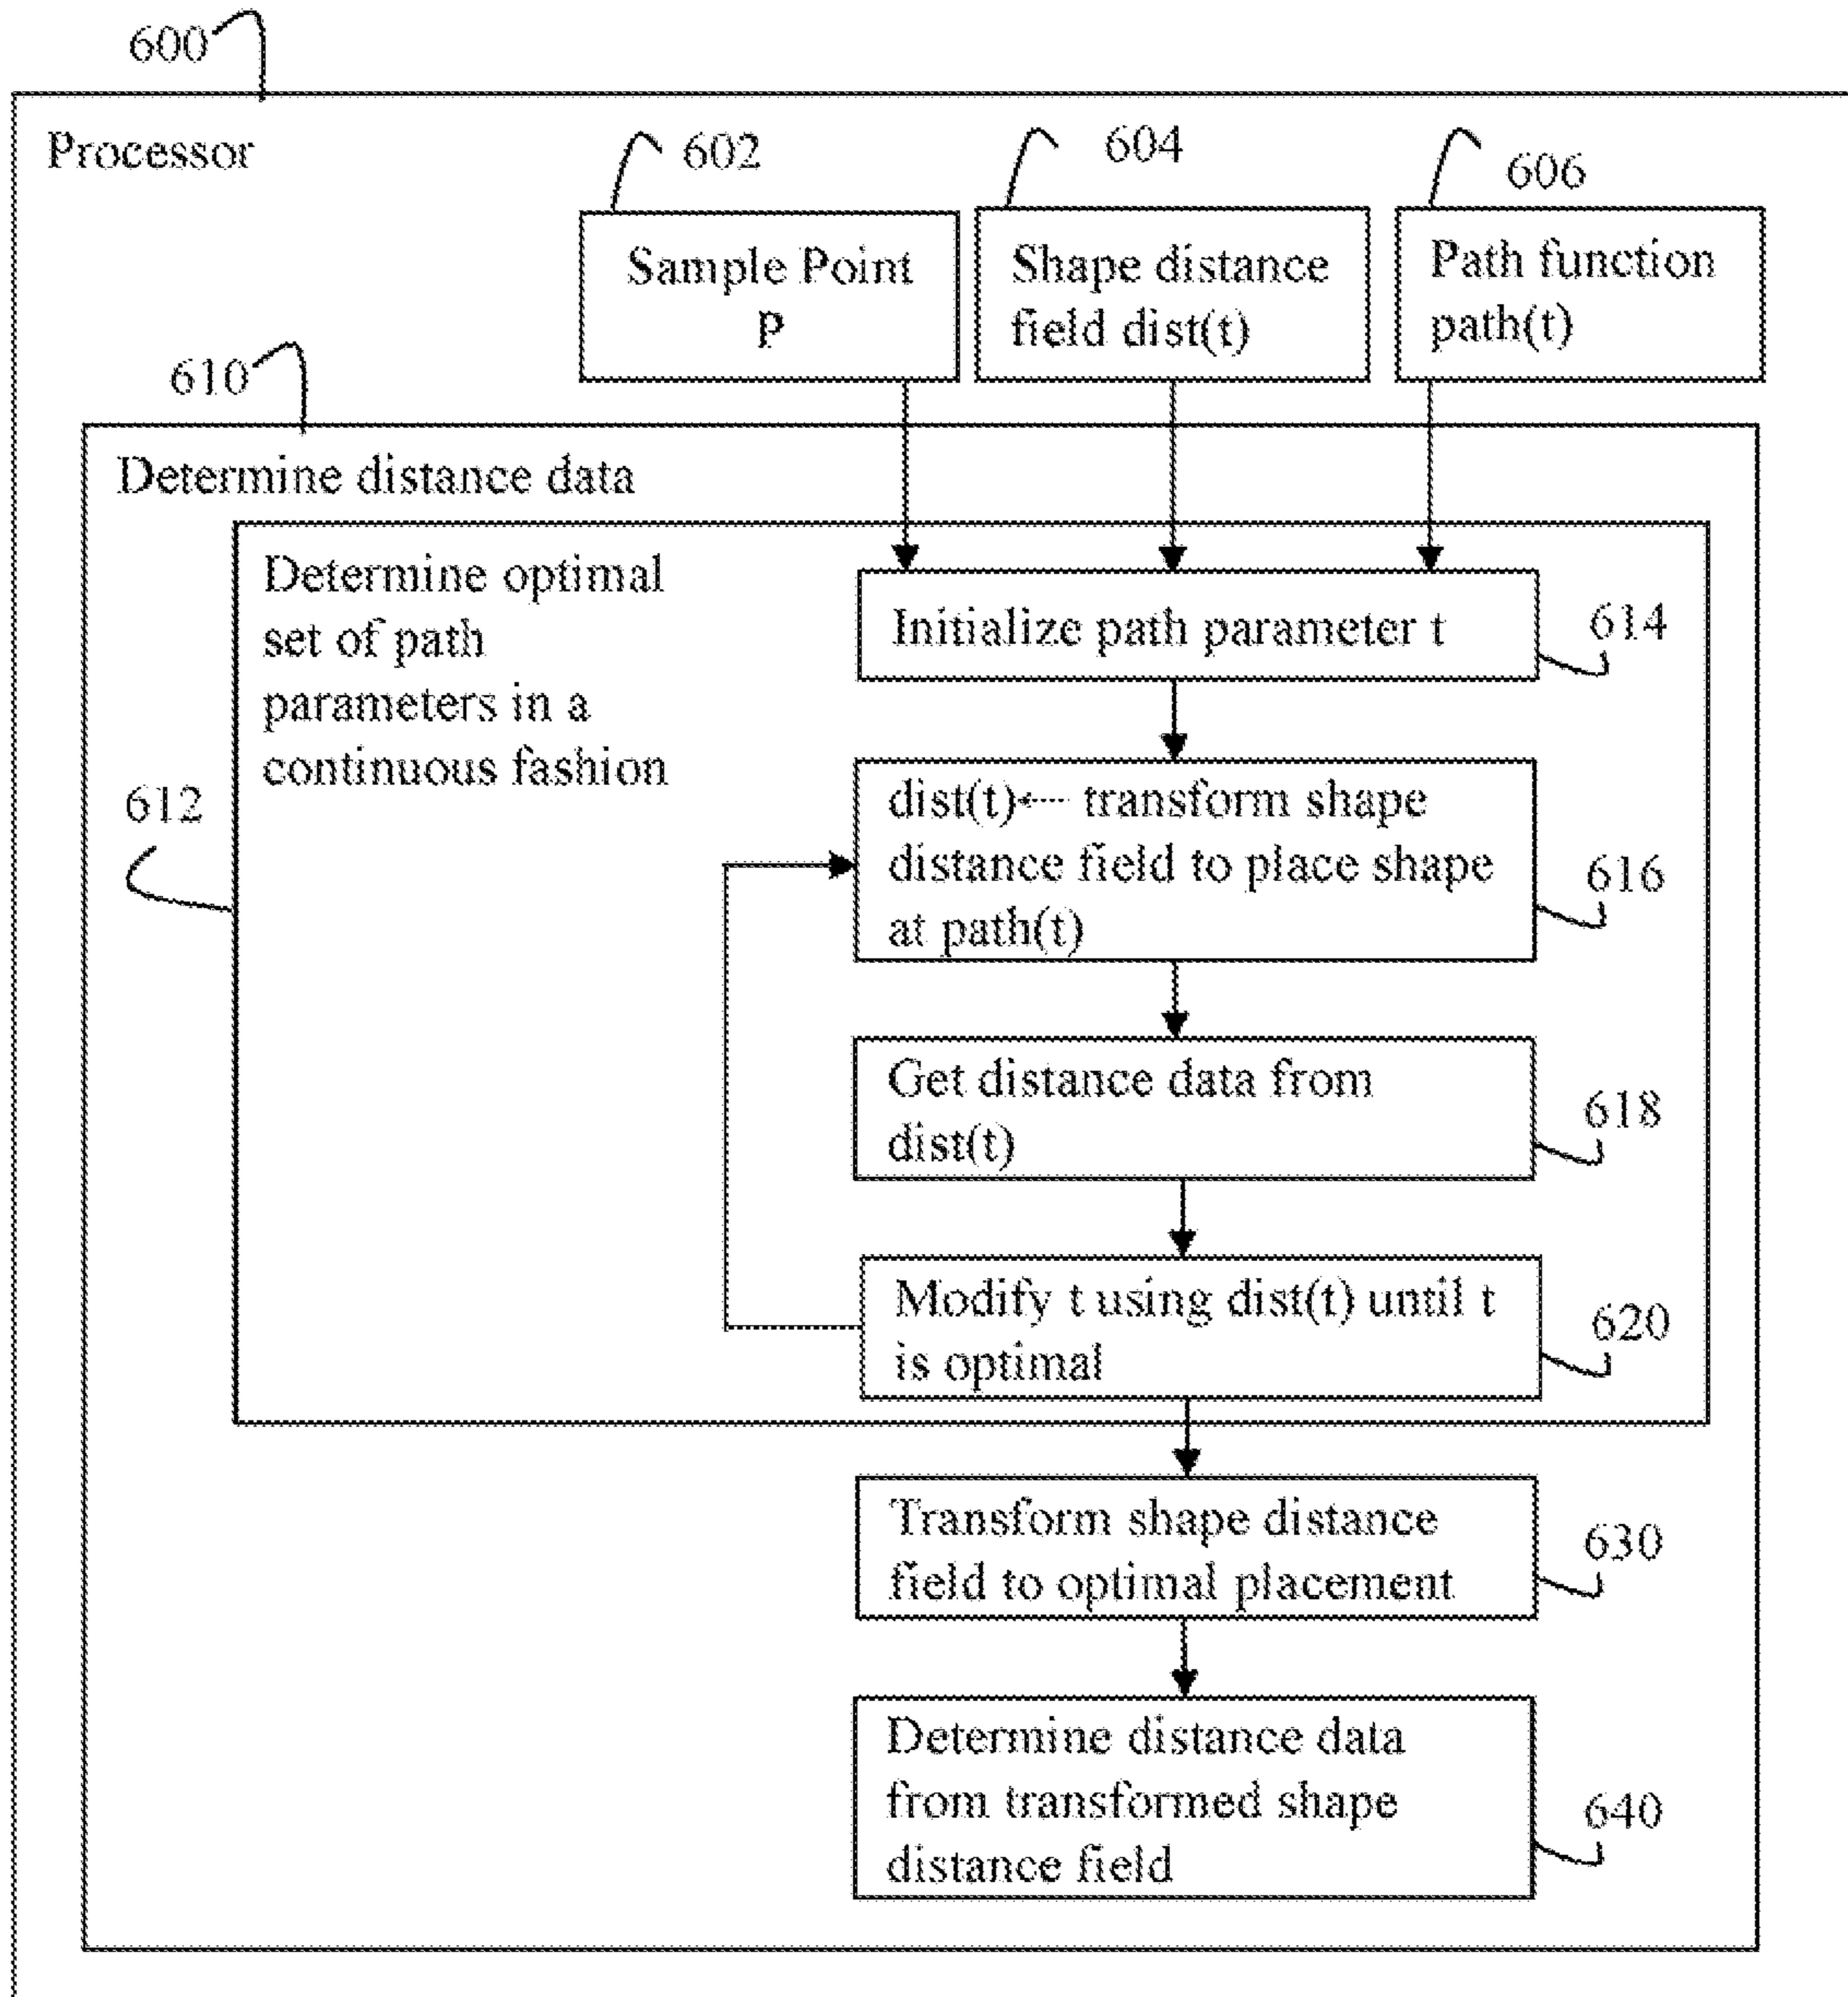 600
Processor
602
604
606
Sample Point
p
Shape distance
field dist(t)
Path function
path(t)
610
Determine distance data
Determine optimal
set of path
parameters in a
continuous fashion
612
Initialize path parameter t
614
dist(t)← transform shape
distance field to place shape
at path(t)
616
Get distance data from
dist(t)
618
Modify t using dist(t) until t
is optimal
620
Transform shape distance
field to optimal placement
630
Determine distance data
from transformed shape
distance field
640